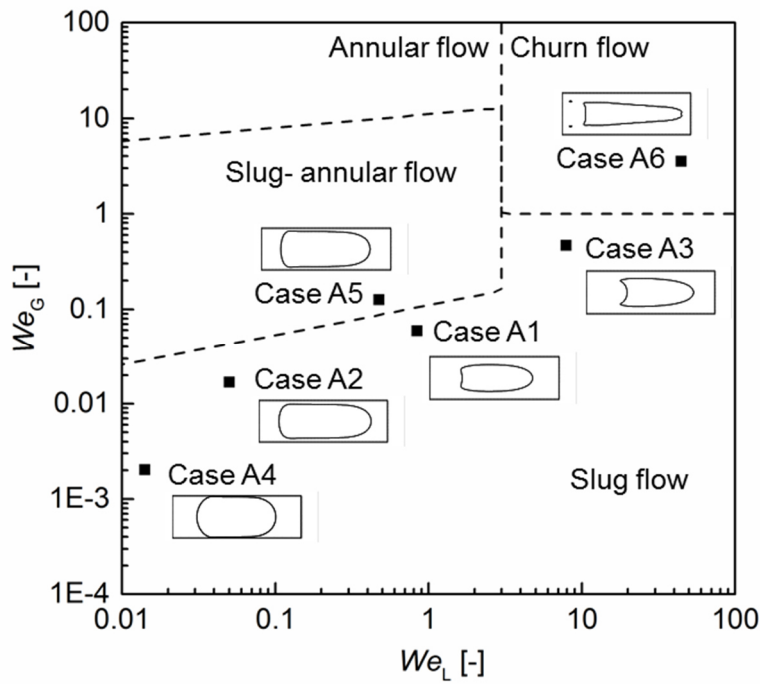 100
Annular flow Churn flow
10
Case A6
Slug- annular flow
1
Case A3
Case A5
0.1
Case A1
Case A2
0.01
Case A4
Slug flow
1E-3
1E-4
0.01 0.1 1 10 100
WeG [-]
WeL [-]